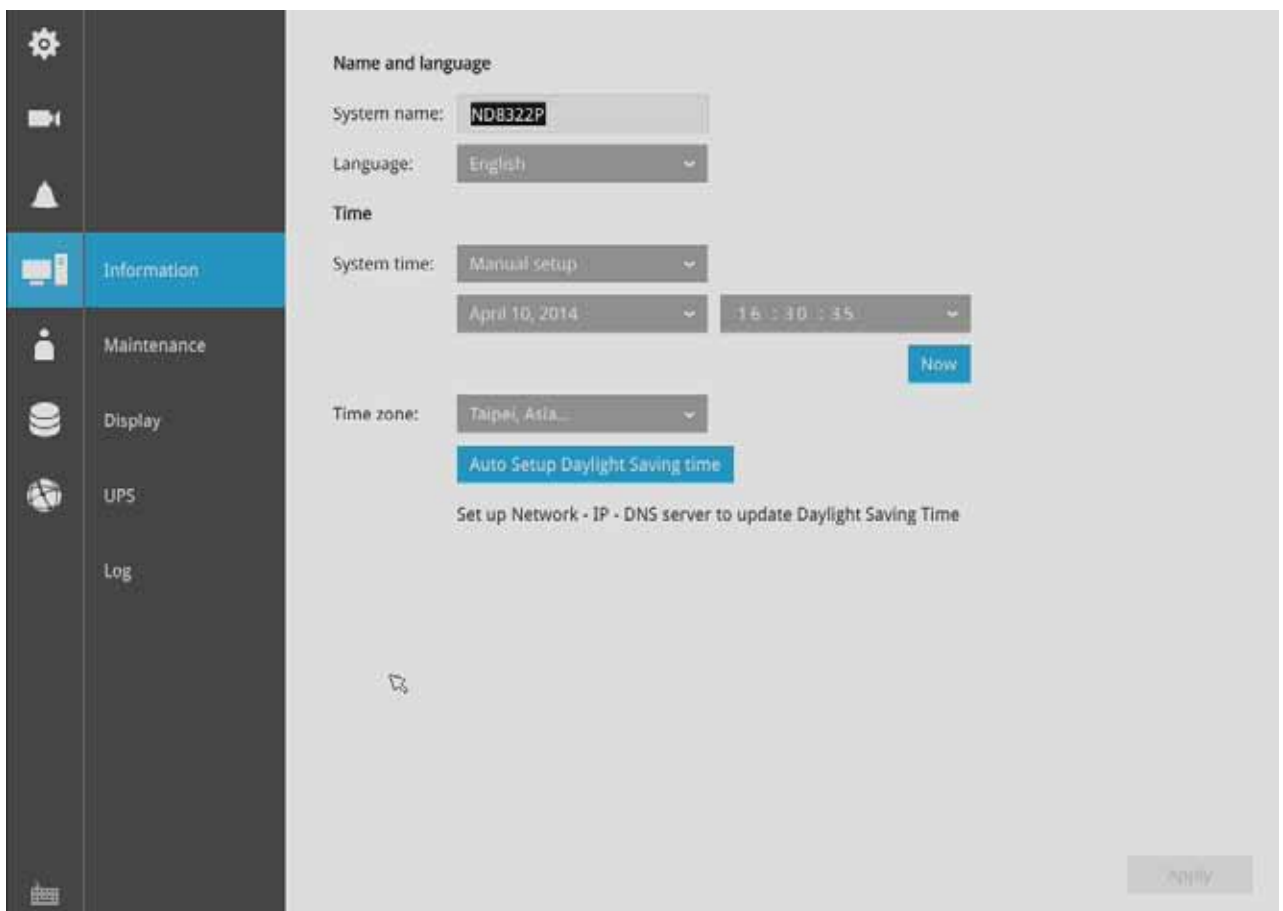 Name and language
System name: ND8322P
Language: English
Time
Information
System time: Manual setup
April 10, 2014 16 : 30 : 35
Maintenance
Now
Display
Time zone: Taipei, Asia...
Auto Setup Daylight Saving time
UPS
Set up Network - IP - DNS server to update Daylight Saving Time
Log
Apply